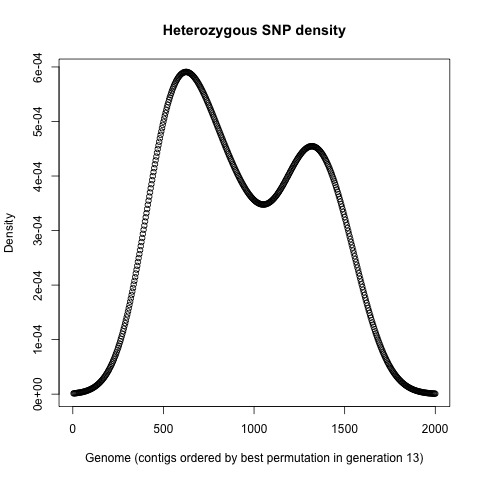 Heterozygous SNP density
Density
6e-04
5e-04
4e-04
3e-04
2e-04
1e-04
0e+00
0 500 1000 1500 2000
Genome (contigs ordered by best permutation in generation 13)